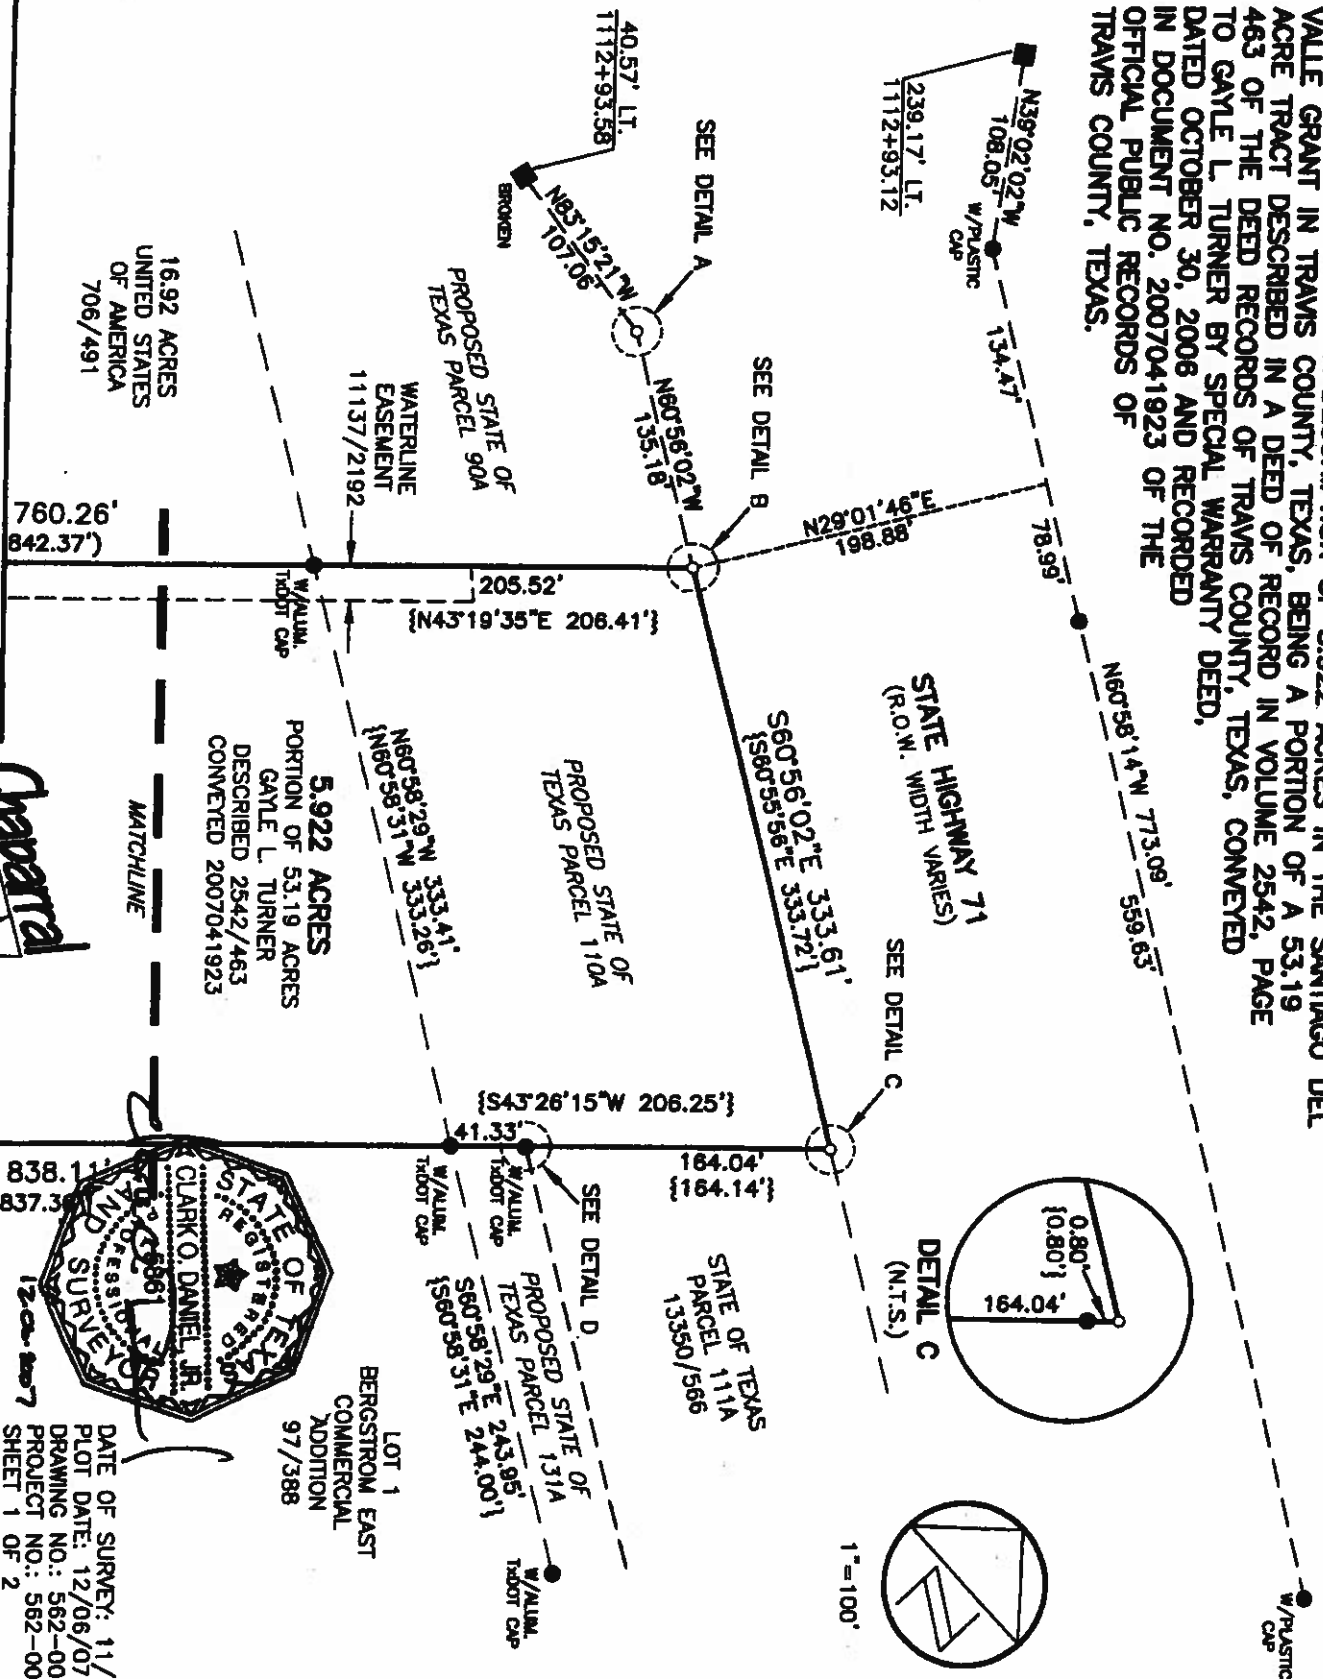 VALLE GRANT IN TRAVIS COUNTY, TEXAS, BEING A PORTION OF A 53.19
ACRE TRACT DESCRIBED IN A DEED OF RECORD IN VOLUME 2542, PAGE
463 OF THE DEED RECORDS OF TRAVIS COUNTY, TEXAS, CONVEYED
TO GAYLE L. TURNER BY SPECIAL WARRANTY DEED,
DATED OCTOBER 30, 2006 AND RECORDED
IN DOCUMENT NO. 2007041923 OF THE
OFFICIAL PUBLIC RECORDS OF
TRAVIS COUNTY, TEXAS.
N39°02'02"W
108.05'
W/PLASTIC
CAP
239.17' LT.
1112+93.12
134.47'
78.99'
N60°58'14"W 773.09'
559.63'
W/PLASTIC
CAP
40.57' LT.
1112+93.58
BROKEN
N83°15'21"W
107.06'
SEE DETAIL A
N60°56'02"W
135.18'
SEE DETAIL B
N29°01'46"E
198.88'
STATE HIGHWAY 71
(R.O.W. WIDTH VARIES)
S60°56'02"E 333.61'
{S60°55'56"E 333.72'}
SEE DETAIL C
0.80'
{0.80'}
164.04'
DETAIL C
(N.T.S.)
1"=100'
PROPOSED STATE OF
TEXAS PARCEL 90A
WATERLINE
EASEMENT
11137/2192
205.52'
{N43°19'35"E 206.41'}
W/ALUM.
TxDOT CAP
PROPOSED STATE OF
TEXAS PARCEL 110A
N60°58'29"W 333.41'
{N60°58'31"W 333.26'}
{S43°26'15"W 206.25'}
41.33'
164.04'
{164.14'}
W/ALUM.
TxDOT CAP
W/ALUM.
TxDOT CAP
SEE DETAIL D
STATE OF TEXAS
PARCEL 111A
13350/566
PROPOSED STATE OF
TEXAS PARCEL 131A
S60°58'29"E 243.95'
{S60°58'31"E 244.00'}
W/ALUM.
TxDOT CAP
16.92 ACRES
UNITED STATES
OF AMERICA
706/491
5.922 ACRES
PORTION OF 53.19 ACRES
GAYLE L. TURNER
DESCRIBED 2542/463
CONVEYED 2007041923
LOT 1
BERGSTROM EAST
COMMERCIAL
ADDITION
97/388
MATCHLINE
760.26'
842.37')
838.11'
Chaparral
STATE OF TEXAS
REGISTERED
CLARK O. DANIEL, JR.
5861
PROFESSIONAL
LAND SURVEYOR
12-06-2007
DATE OF SURVEY: 11/
PLOT DATE: 12/06/07
DRAWING NO.: 562-00
PROJECT NO.: 562-00
SHEET 1 OF 2